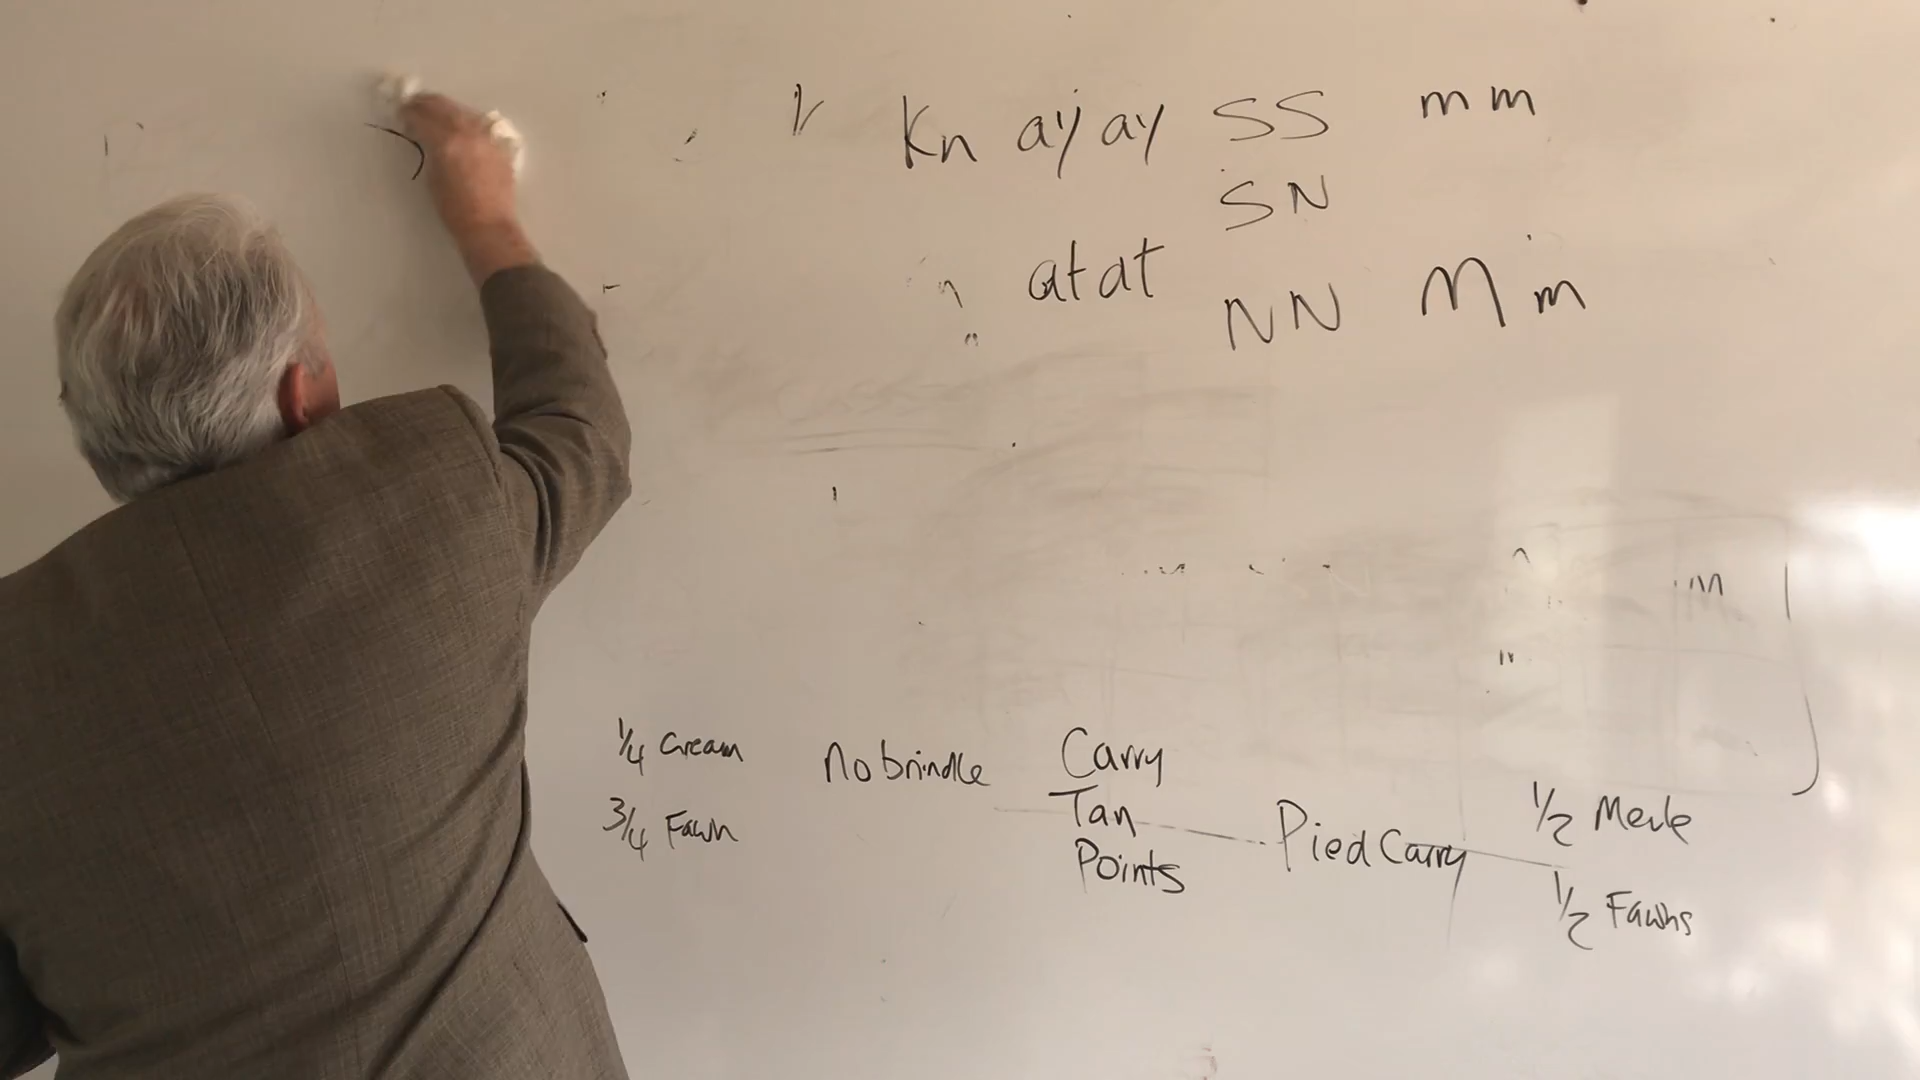 Kn ay ay SS mm
SN
at at NN Mm
m
1/4 Cream
3/4 Fawn
No brindle
Carry
Tan
Points
Pied Carry
1/2 Merle
1/2 Fawns